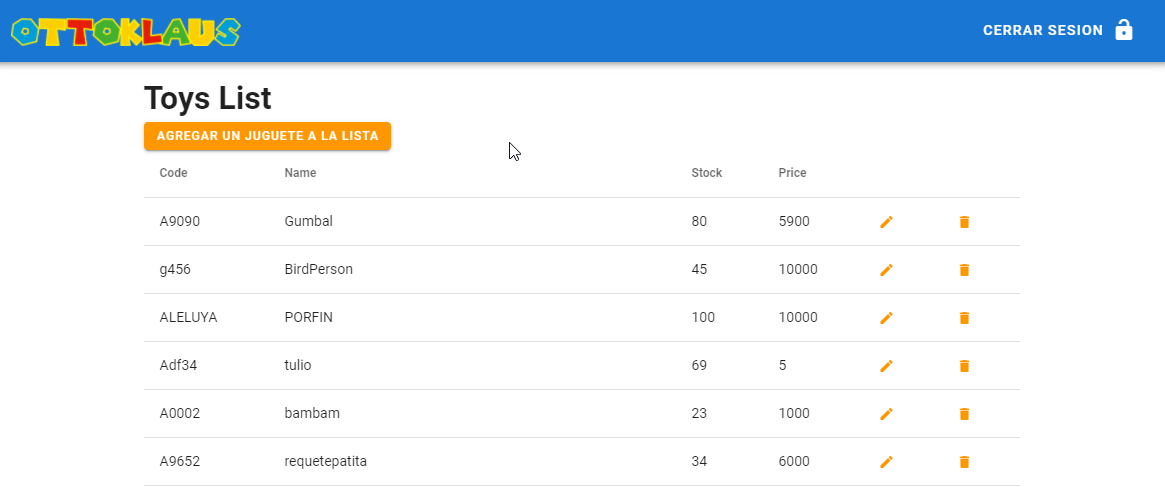 OTTOKLAUS
CERRAR SESION
Toys List
AGREGAR UN JUGUETE A LA LISTA
Code Name Stock Price
A9090 Gumbal 80 5900
g456 BirdPerson 45 10000
ALELUYA PORFIN 100 10000
Adf34 tulio 69 5
A0002 bambam 23 1000
A9652 requetepatita 34 6000